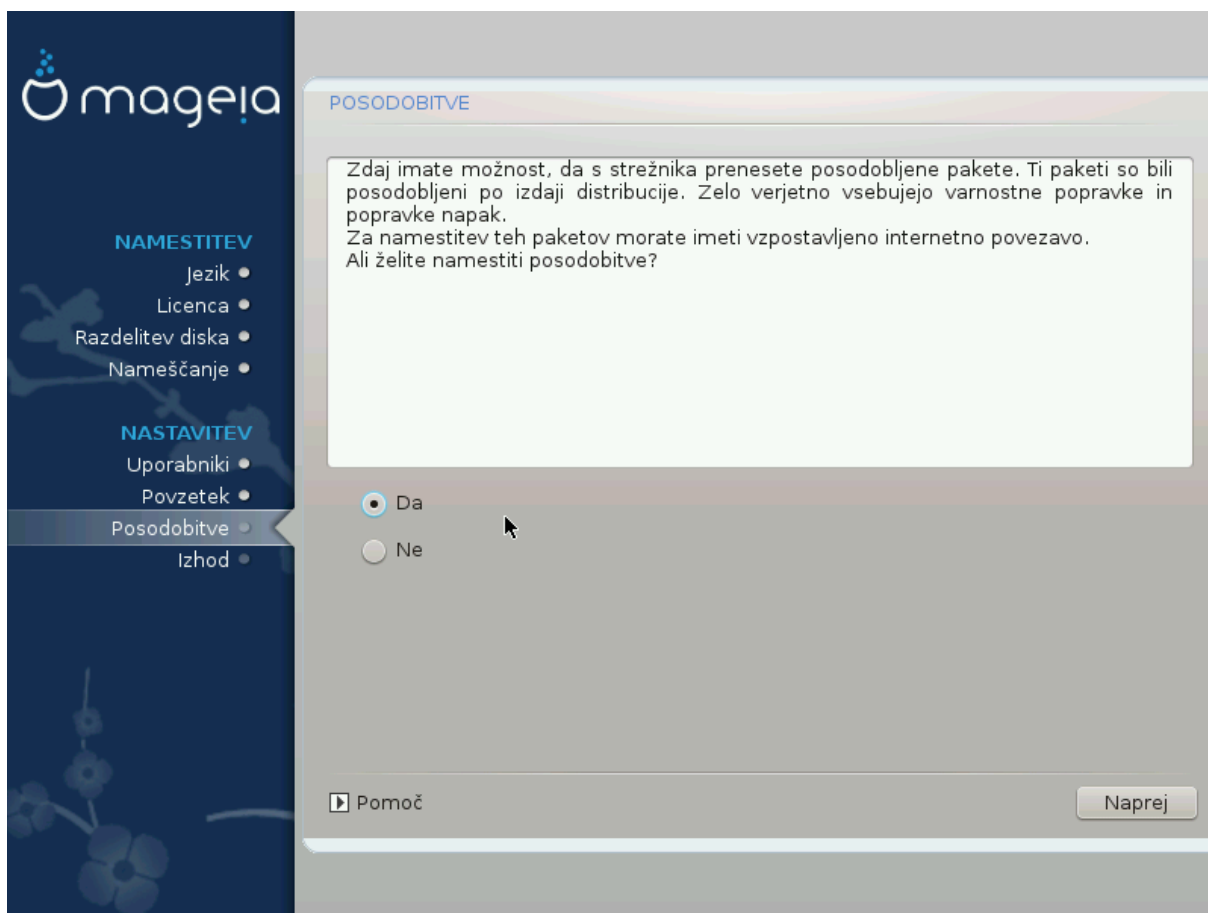 mageia
NAMESTITEV
Jezik
Licenca
Razdelitev diska
Nameščanje
NASTAVITEV
Uporabniki
Povzetek
Posodobitve
Izhod
POSODOBITVE
Zdaj imate možnost, da s strežnika prenesete posodobljene pakete. Ti paketi so bili
posodobljeni po izdaji distribucije. Zelo verjetno vsebujejo varnostne popravke in
popravke napak.
Za namestitev teh paketov morate imeti vzpostavljeno internetno povezavo.
Ali želite namestiti posodobitve?
Da
Ne
Pomoč
Naprej